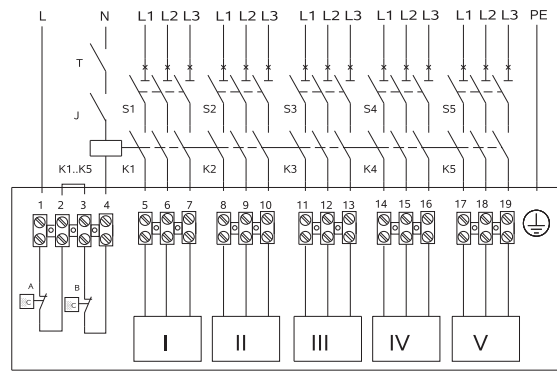 L N L1 L2 L3 L1 L2 L3 L1 L2 L3 L1 L2 L3 L1 L2 L3 PE
T
S1 S2 S3 S4 S5
J
K1..K5 K1 K2 K3 K4 K5
1 2 3 4 5 6 7 8 9 10 11 12 13 14 15 16 17 18 19
A B
C C
I II III IV V